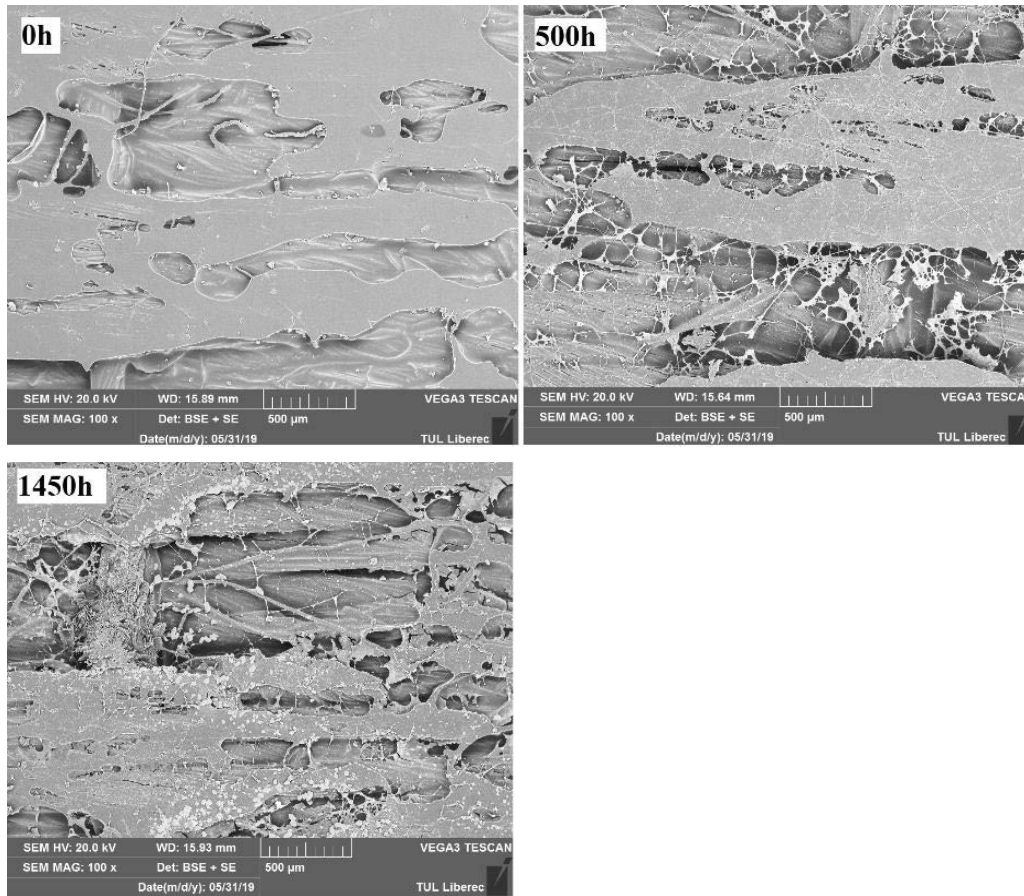 0h
SEM HV: 20.0 kV WD: 15.89 mm VEGA3 TESCAN
SEM MAG: 100 x Det: BSE + SE 500 µm
Date(m/d/y): 05/31/19 TUL Liberec
500h
SEM HV: 20.0 kV WD: 15.64 mm VEGA3 TESCA
SEM MAG: 100 x Det: BSE + SE 500 µm
Date(m/d/y): 05/31/19 TUL Liberec
1450h
SEM HV: 20.0 kV WD: 15.93 mm VEGA3 TESCAN
SEM MAG: 100 x Det: BSE + SE 500 µm
Date(m/d/y): 05/31/19 TUL Liberec